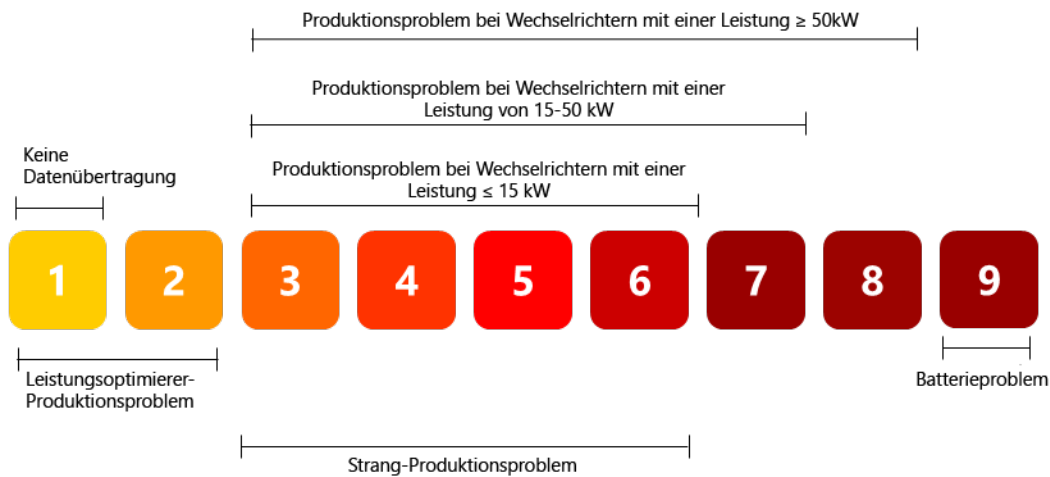 Produktionsproblem bei Wechselrichtern mit einer Leistung ≥ 50kW
Produktionsproblem bei Wechselrichtern mit einer
Leistung von 15-50 kW
Keine
Datenübertragung
Produktionsproblem bei Wechselrichtern mit einer
Leistung ≤ 15 kW
1 2 3 4 5 6 7 8 9
Leistungsoptimierer-
Produktionsproblem
Batterieproblem
Strang-Produktionsproblem